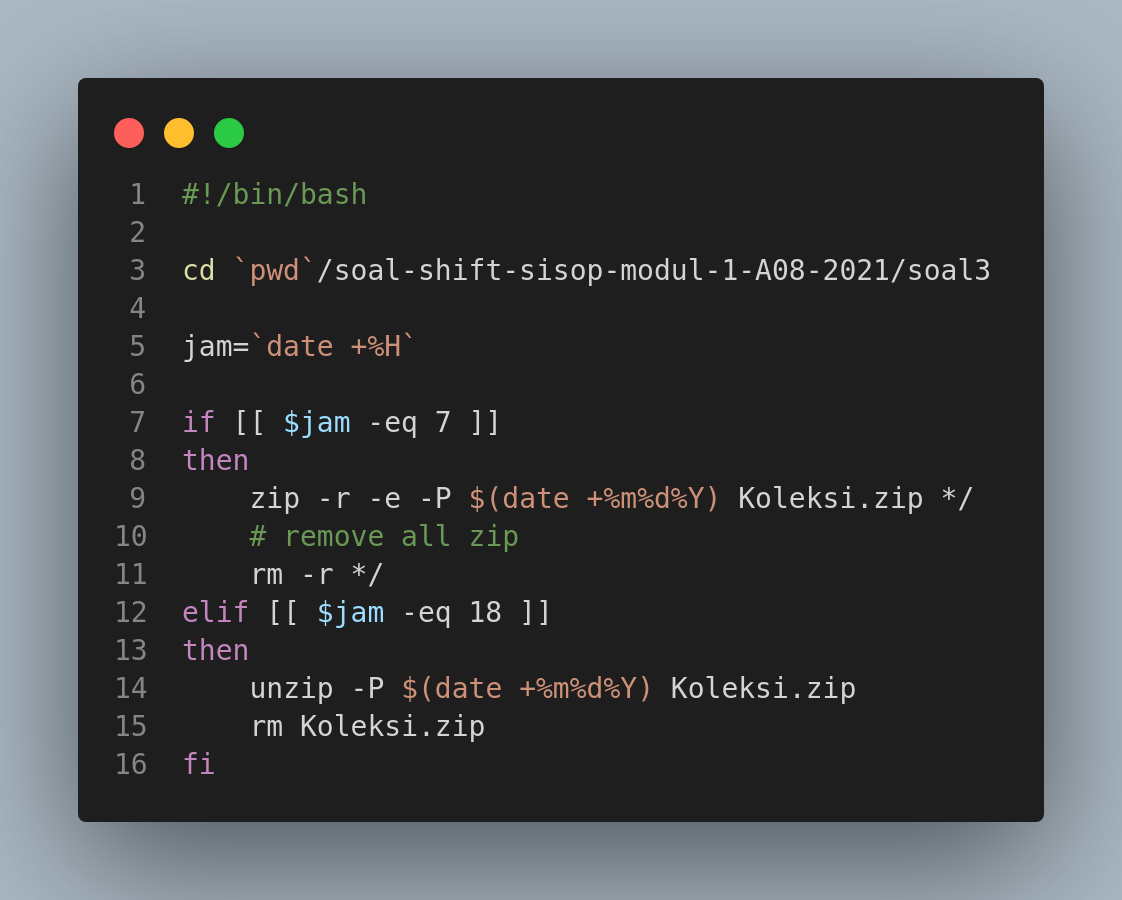 1 #!/bin/bash
2
3 cd `pwd`/soal-shift-sisop-modul-1-A08-2021/soal3
4
5 jam=`date +%H`
6
7 if [[ $jam -eq 7 ]]
8 then
9     zip -r -e -P $(date +%m%d%Y) Koleksi.zip */
10     # remove all zip
11     rm -r */
12 elif [[ $jam -eq 18 ]]
13 then
14     unzip -P $(date +%m%d%Y) Koleksi.zip
15     rm Koleksi.zip
16 fi